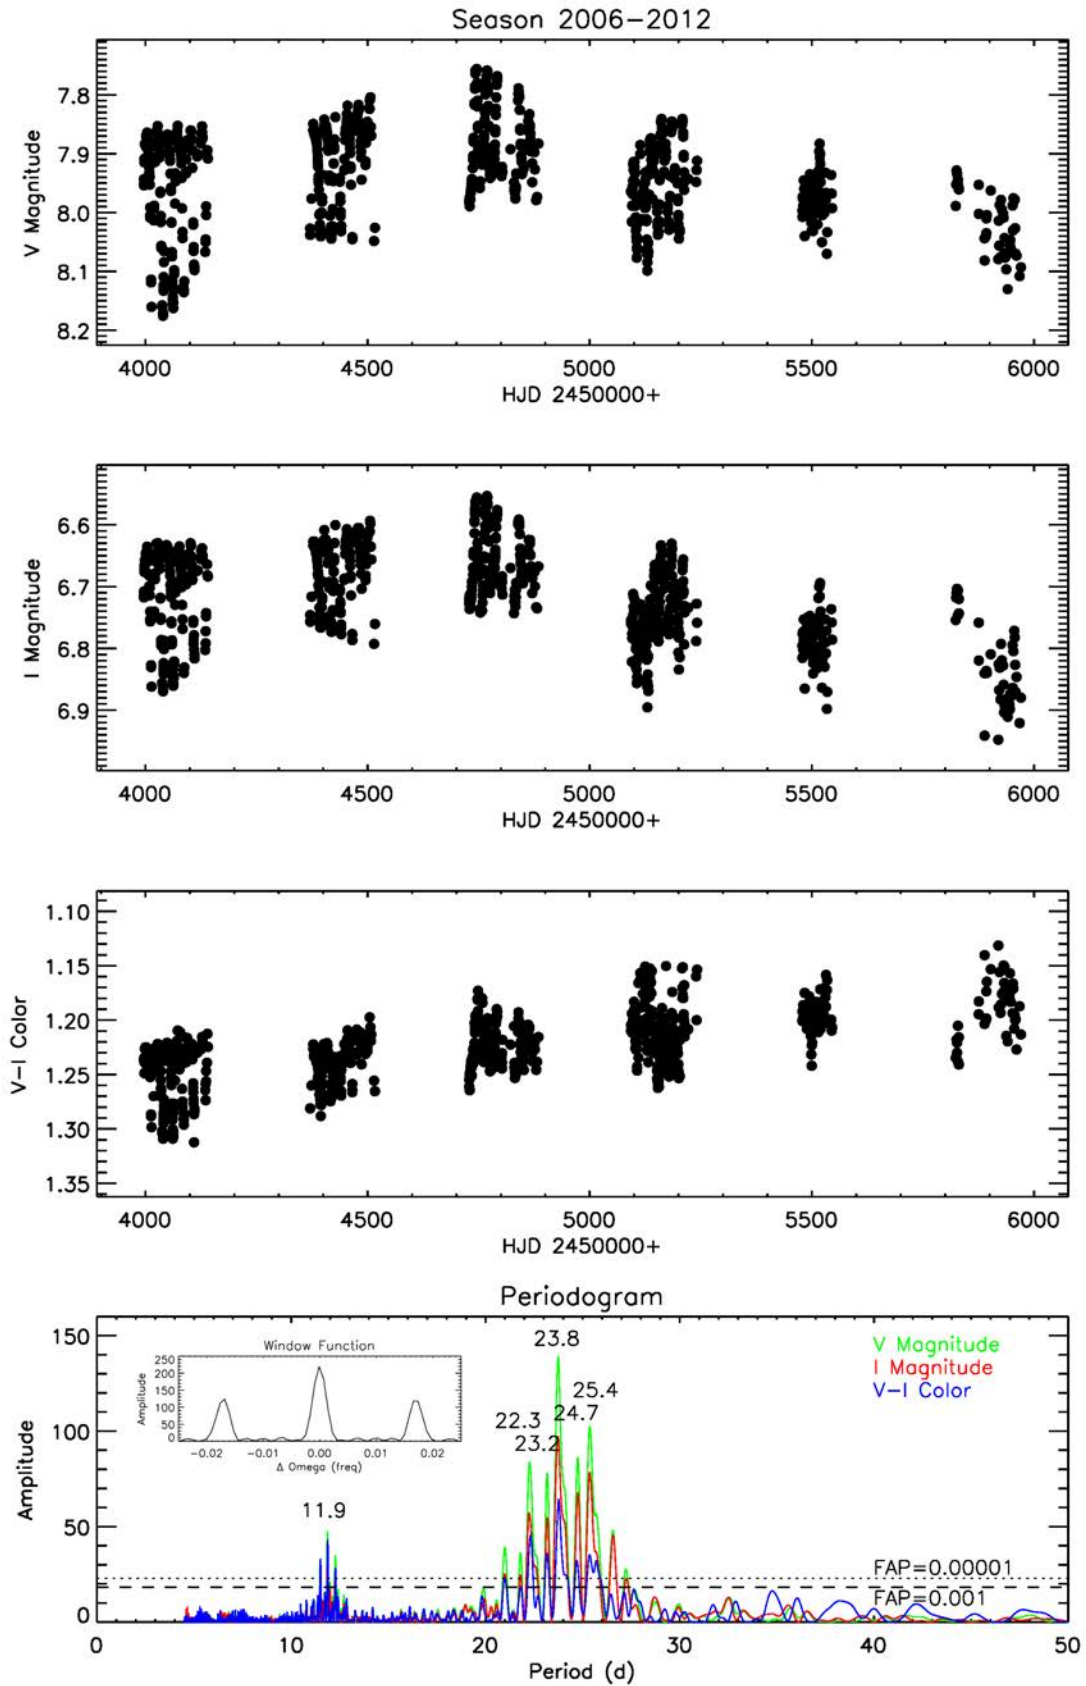 Season 2006–2012
7.8
7.9
8.0
8.1
8.2
V Magnitude
4000 4500 5000 5500 6000
HJD 2450000+
6.6
6.7
6.8
6.9
I Magnitude
4000 4500 5000 5500 6000
HJD 2450000+
1.10
1.15
1.20
1.25
1.30
1.35
V–I Color
4000 4500 5000 5500 6000
HJD 2450000+
Periodogram
150
100
50
0
Amplitude
Window Function
250
200
150
100
50
0
Amplitude
−0.02 −0.01 0.00 0.01 0.02
Δ Omega (freq)
23.8
25.4
24.7
22.3
23.2
11.9
V Magnitude
I Magnitude
V–I Color
FAP=0.00001
FAP=0.001
0 10 20 30 40 50
Period (d)